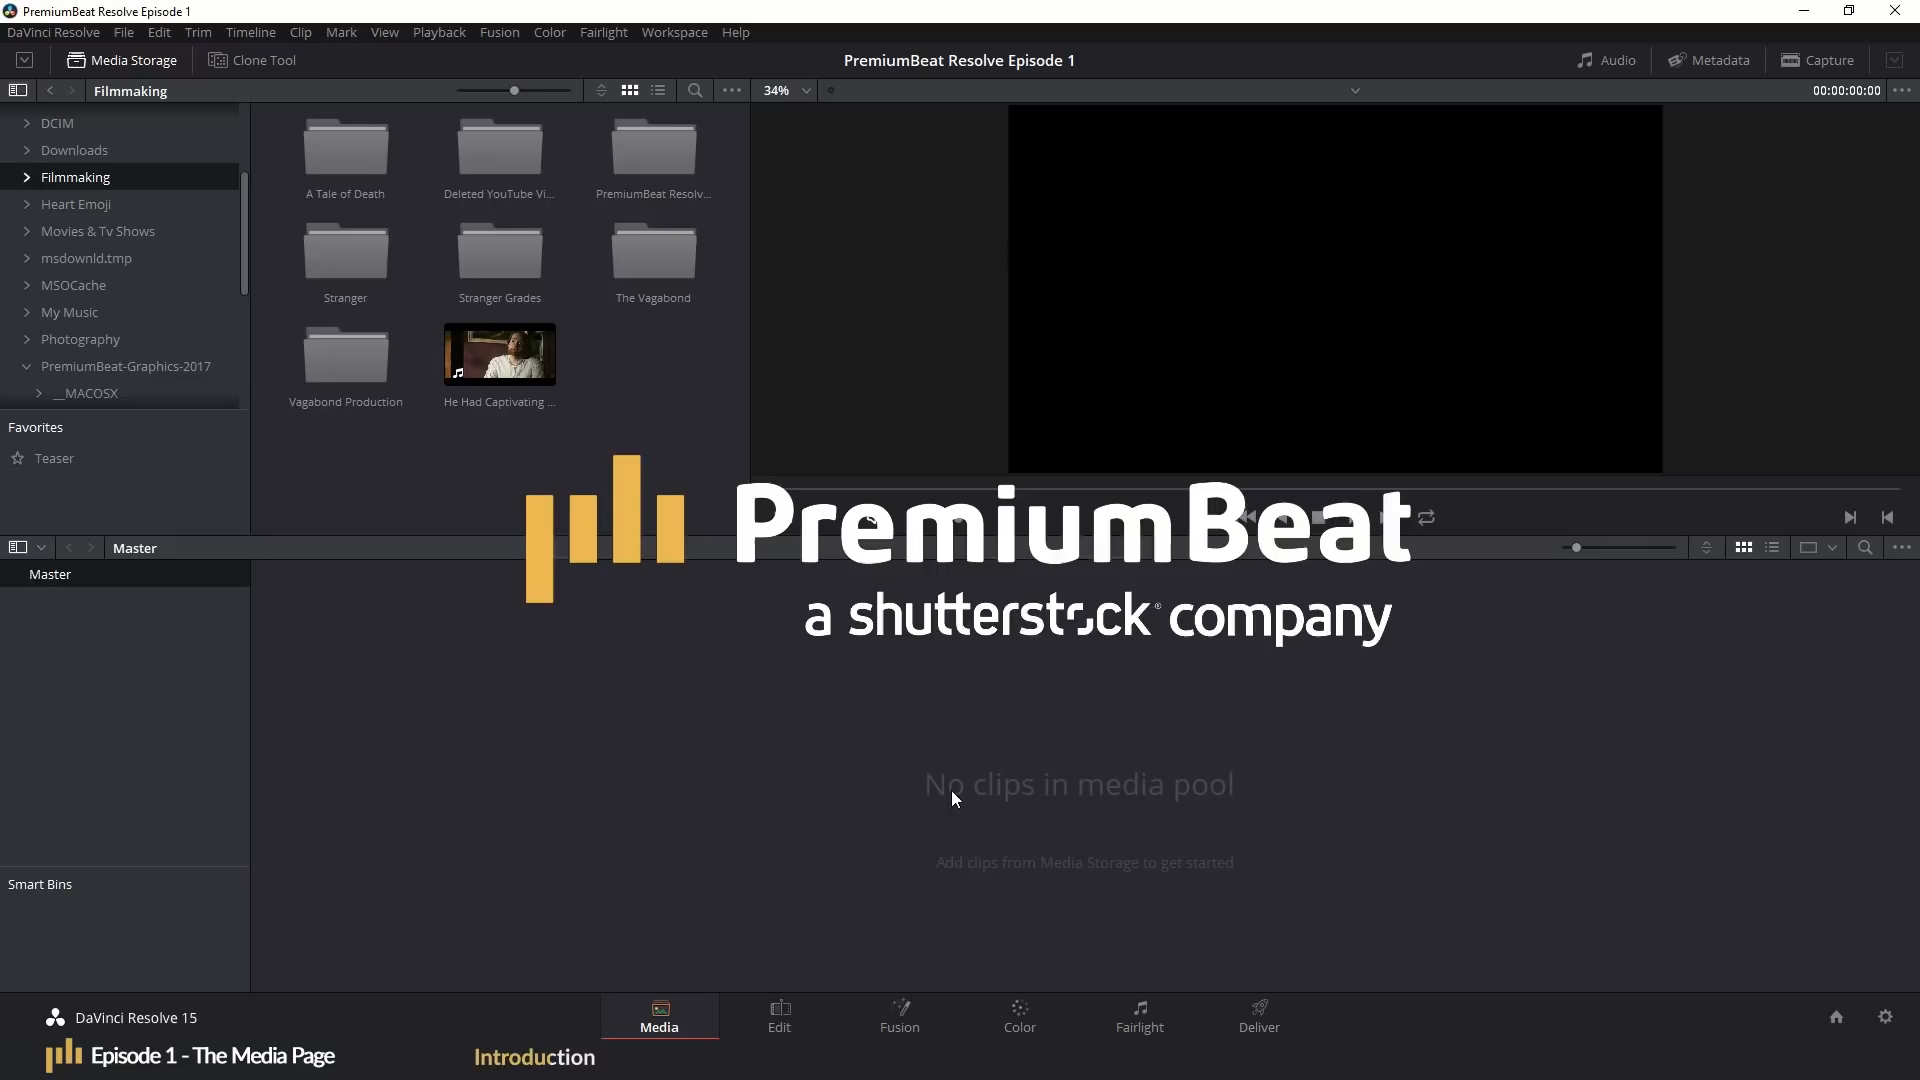 PremiumBeat Resolve Episode 1
DaVinci Resolve File Edit Trim Timeline Clip Mark View Playback Fusion Color Fairlight Workspace Help
Media Storage Clone Tool PremiumBeat Resolve Episode 1 Audio Metadata Capture
Filmmaking 34% 00:00:00:00
DCIM
Downloads
Filmmaking
Heart Emoji
Movies & Tv Shows
msdownld.tmp
MSOCache
My Music
Photography
PremiumBeat-Graphics-2017
__MACOSX
A Tale of Death Deleted YouTube Vi... PremiumBeat Resolv...
Stranger Stranger Grades The Vagabond
Vagabond Production He Had Captivating ...
Favorites
Teaser
PremiumBeat
a shutterstock® company
Master
Master
No clips in media pool
Add clips from Media Storage to get started
Smart Bins
DaVinci Resolve 15
Media Edit Fusion Color Fairlight Deliver
Episode 1 - The Media Page Introduction